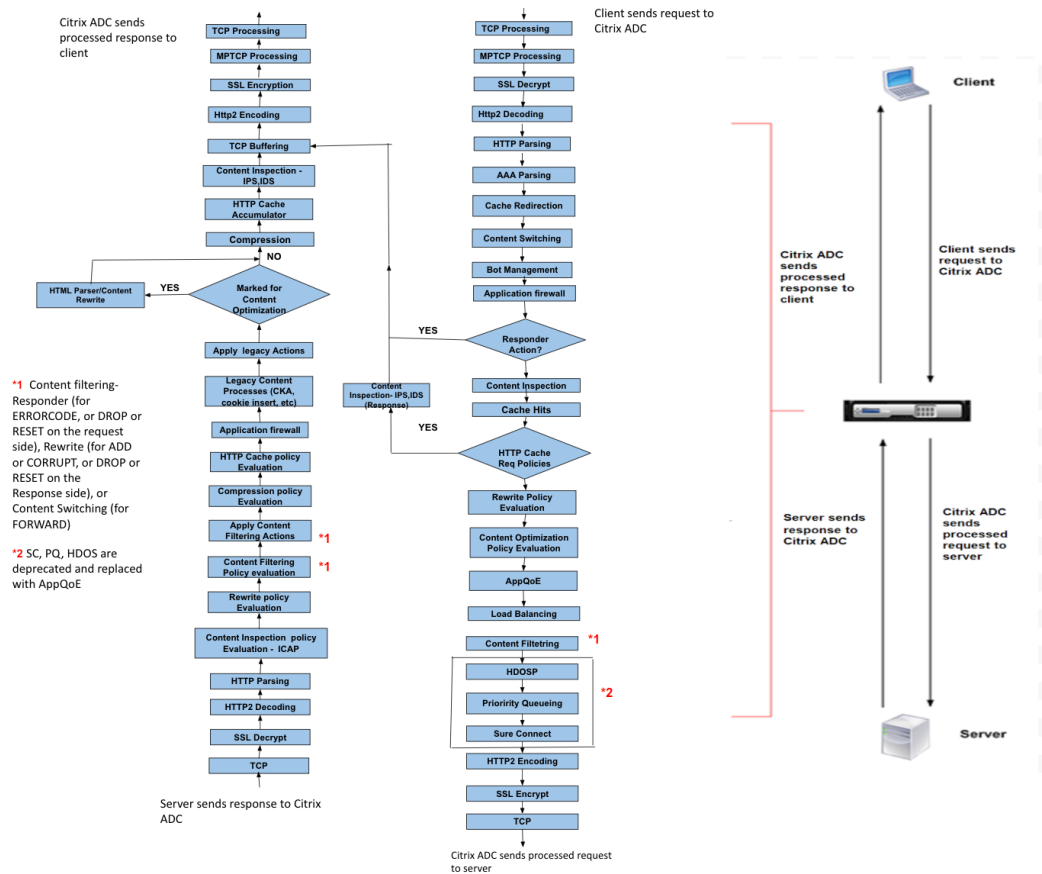 Citrix ADC sends
processed response to
client
TCP Processing
MPTCP Processing
SSL Encryption
Http2 Encoding
TCP Buffering
Content Inspection -
IPS,IDS
HTTP Cache
Accumulator
Compression
NO
HTML Parser/Content
Rewrite
YES
Marked for
Content
Optimization
Apply legacy Actions
Legacy Content
Processes (CKA,
cookie insert, etc)
Application firewall
HTTP Cache policy
Evaluation
Compression policy
Evaluation
Apply Content
Filtering Actions
*1
Content Filtering
Policy evaluation
*1
Rewrite policy
Evaluation
Content Inspection policy
Evaluation - ICAP
HTTP Parsing
HTTP2 Decoding
SSL Decrypt
TCP
Server sends response to Citrix
ADC
*1 Content filtering-
Responder (for
ERRORCODE, or DROP or
RESET on the request
side), Rewrite (for ADD
or CORRUPT, or DROP or
RESET on the
Response side), or
Content Switching (for
FORWARD)
*2 SC, PQ, HDOS are
deprecated and replaced
with AppQoE
Client sends request to
Citrix ADC
TCP Processing
MPTCP Processing
SSL Decrypt
Http2 Decoding
HTTP Parsing
AAA Parsing
Cache Redirection
Content Switching
Bot Management
Application firewall
YES
Responder
Action?
Content
Inspection- IPS,IDS
(Response)
Content Inspection
Cache Hits
YES
HTTP Cache
Req Policies
Rewrite Policy
Evaluation
Content Optimization
Policy Evaluation
AppQoE
Load Balancing
Content Filtetring
*1
HDOSP
Prioririty Queueing
*2
Sure Connect
HTTP2 Encoding
SSL Encrypt
TCP
Citrix ADC sends processed request
to server
Client
Citrix ADC
sends
processed
response to
client
Client sends
request to
Citrix ADC
Server sends
response to
Citrix ADC
Citrix ADC
sends
processed
request to
server
Server